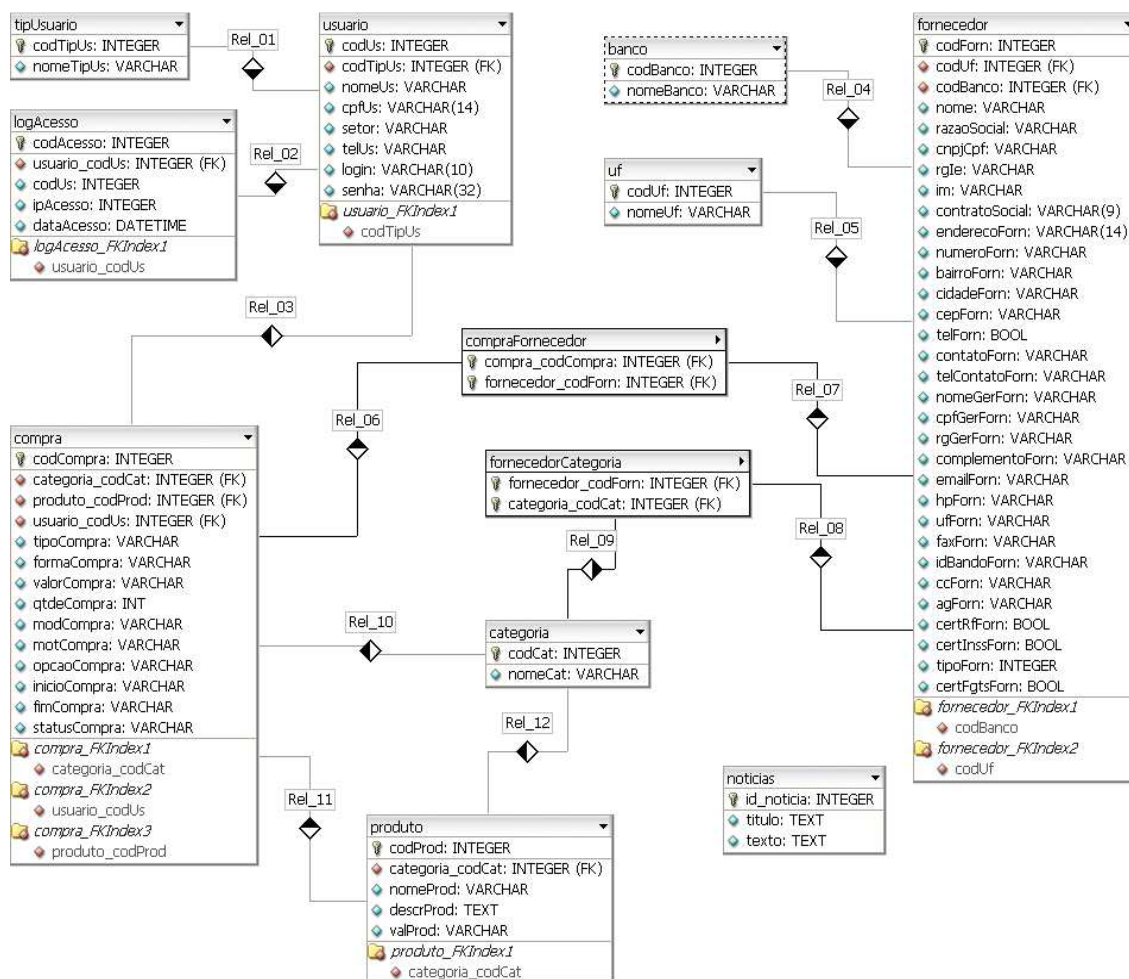 tipUsuario
codTipUs: INTEGER
nomeTipUs: VARCHAR
Rel_01
usuario
codUs: INTEGER
codTipUs: INTEGER (FK)
nomeUs: VARCHAR
cpfUs: VARCHAR(14)
setor: VARCHAR
telUs: VARCHAR
login: VARCHAR(10)
senha: VARCHAR(32)
usuario_FKIndex1
codTipUs
logAcesso
codAcesso: INTEGER
usuario_codUs: INTEGER (FK)
codUs: INTEGER
ipAcesso: INTEGER
dataAcesso: DATETIME
logAcesso_FKIndex1
usuario_codUs
Rel_02
Rel_03
banco
codBanco: INTEGER
nomeBanco: VARCHAR
Rel_04
uf
codUf: INTEGER
nomeUf: VARCHAR
Rel_05
fornecedor
codForn: INTEGER
codUf: INTEGER (FK)
codBanco: INTEGER (FK)
nome: VARCHAR
razaoSocial: VARCHAR
cnpjCpf: VARCHAR
rgIe: VARCHAR
im: VARCHAR
contratoSocial: VARCHAR(9)
enderecoForn: VARCHAR(14)
numeroForn: VARCHAR
bairroForn: VARCHAR
cidadeForn: VARCHAR
cepForn: VARCHAR
telForn: BOOL
contatoForn: VARCHAR
telContatoForn: VARCHAR
nomeGerForn: VARCHAR
cpfGerForn: VARCHAR
rgGerForn: VARCHAR
complementoForn: VARCHAR
emailForn: VARCHAR
hpForn: VARCHAR
ufForn: VARCHAR
faxForn: VARCHAR
idBandoForn: VARCHAR
ccForn: VARCHAR
agForn: VARCHAR
certRfForn: BOOL
certInssForn: BOOL
tipoForn: INTEGER
certFgtsForn: BOOL
fornecedor_FKIndex1
codBanco
fornecedor_FKIndex2
codUf
compraFornecedor
compra_codCompra: INTEGER (FK)
fornecedor_codForn: INTEGER (FK)
Rel_06
Rel_07
fornecedorCategoria
fornecedor_codForn: INTEGER (FK)
categoria_codCat: INTEGER (FK)
Rel_08
Rel_09
compra
codCompra: INTEGER
categoria_codCat: INTEGER (FK)
produto_codProd: INTEGER (FK)
usuario_codUs: INTEGER (FK)
tipoCompra: VARCHAR
formaCompra: VARCHAR
valorCompra: VARCHAR
qtdeCompra: INT
modCompra: VARCHAR
motCompra: VARCHAR
opcaoCompra: VARCHAR
inicioCompra: VARCHAR
fimCompra: VARCHAR
statusCompra: VARCHAR
compra_FKIndex1
categoria_codCat
compra_FKIndex2
usuario_codUs
compra_FKIndex3
produto_codProd
Rel_10
categoria
codCat: INTEGER
nomeCat: VARCHAR
Rel_12
Rel_11
produto
codProd: INTEGER
categoria_codCat: INTEGER (FK)
nomeProd: VARCHAR
descrProd: TEXT
valProd: VARCHAR
produto_FKIndex1
categoria_codCat
noticias
id_noticia: INTEGER
titulo: TEXT
texto: TEXT